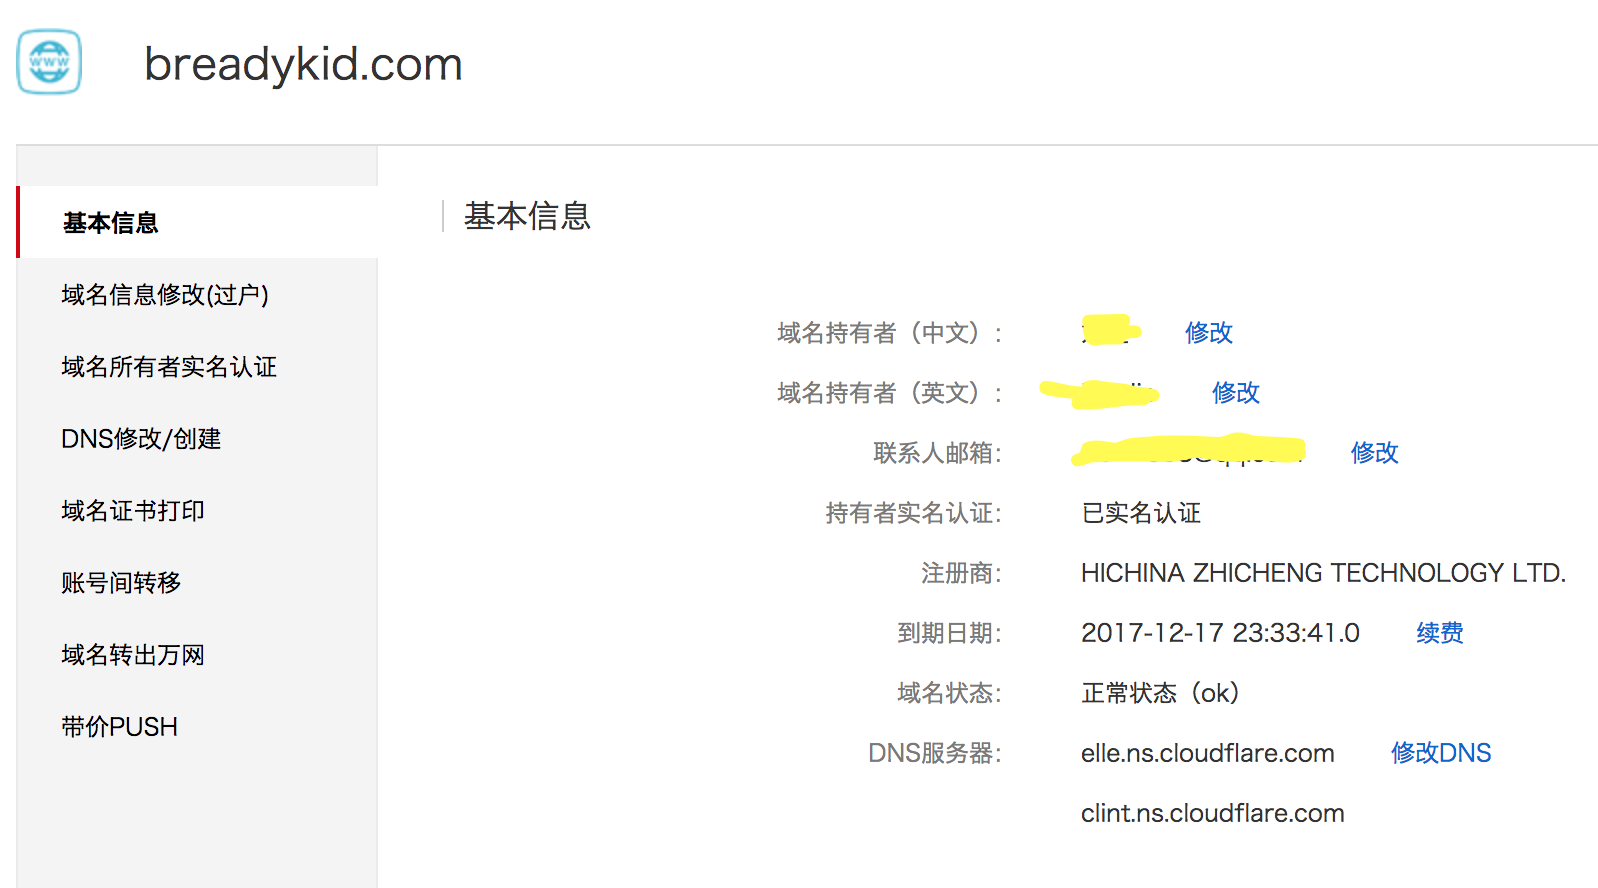 www
breadykid.com
基本信息
域名信息修改(过户)
域名所有者实名认证
DNS修改/创建
域名证书打印
账号间转移
域名转出万网
带价PUSH
基本信息
域名持有者（中文）： 修改
域名持有者（英文）： 修改
联系人邮箱： 修改
持有者实名认证： 已实名认证
注册商： HICHINA ZHICHENG TECHNOLOGY LTD.
到期日期： 2017-12-17 23:33:41.0 续费
域名状态： 正常状态（ok）
DNS服务器： elle.ns.cloudflare.com 修改DNS
clint.ns.cloudflare.com